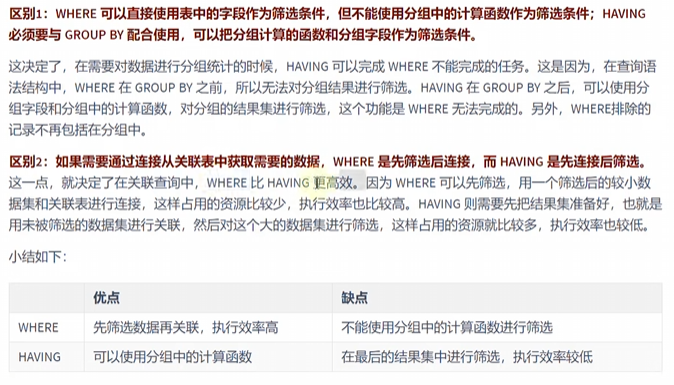 区别1：WHERE 可以直接使用表中的字段作为筛选条件，但不能使用分组中的计算函数作为筛选条件；HAVING
必须要与 GROUP BY 配合使用，可以把分组计算的函数和分组字段作为筛选条件。
这决定了，在需要对数据进行分组统计的时候，HAVING 可以完成 WHERE 不能完成的任务。这是因为，在查询语
法结构中，WHERE 在 GROUP BY 之前，所以无法对分组结果进行筛选。HAVING 在 GROUP BY 之后，可以使用分
组字段和分组中的计算函数，对分组的结果集进行筛选，这个功能是 WHERE 无法完成的。另外，WHERE排除的
记录不再包括在分组中。
区别2：如果需要通过连接从关联表中获取需要的数据，WHERE 是先筛选后连接，而 HAVING 是先连接后筛选。
这一点，就决定了在关联查询中，WHERE 比 HAVING 更高效。因为 WHERE 可以先筛选，用一个筛选后的较小数
据集和关联表进行连接，这样占用的资源比较少，执行效率也比较高。HAVING 则需要先把结果集准备好，也就是
用未被筛选的数据集进行关联，然后对这个大的数据集进行筛选，这样占用的资源就比较多，执行效率也较低。
小结如下：
优点 缺点
WHERE 先筛选数据再关联，执行效率高 不能使用分组中的计算函数进行筛选
HAVING 可以使用分组中的计算函数 在最后的结果集中进行筛选，执行效率较低